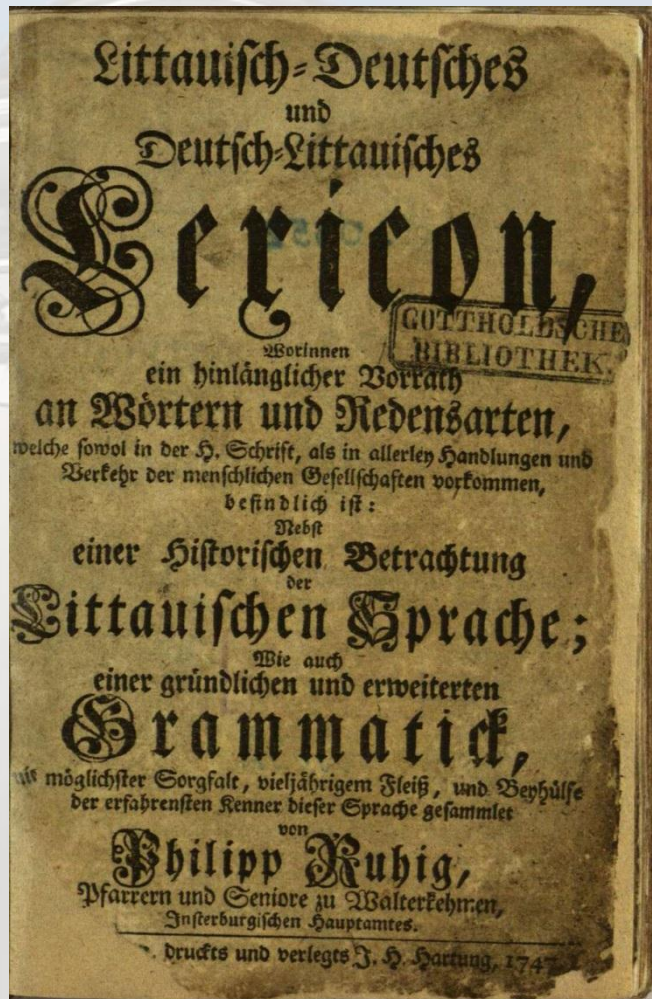 Littauisch-Deutsches
und
Deutsch-Littauisches
Lexicon,
GOTTHOLDSCHE
BIBLIOTHEK.
Worinnen
ein hinlänglicher Vorrath
an Wörtern und Redensarten,
welche sowol in der H. Schrift, als in allerley Handlungen und
Verkehr der menschlichen Gesellschaften vorkommen,
befindlich ist:
Nebst
einer Historischen Betrachtung
der
Littauischen Sprache;
Wie auch
einer gründlichen und erweiterten
Grammatick,
möglichster Sorgfalt, vieljährigem Fleiß, und Beyhülfe
der erfahrensten Kenner dieser Sprache gesammlet
von
Philipp Ruhig,
Pfarrern und Seniore zu Walterkehmen,
Insterburgischen Hauptamtes.
druckts und verlegts J. H. Hartung, 1747